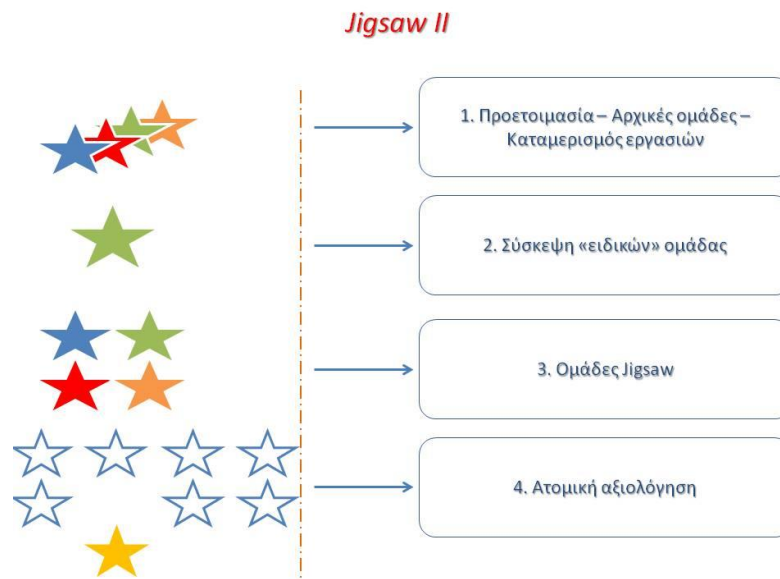 Jigsaw II
1. Προετοιμασία – Αρχικές ομάδες –
Καταμερισμός εργασιών
2. Σύσκεψη «ειδικών» ομάδας
3. Ομάδες Jigsaw
4. Ατομική αξιολόγηση